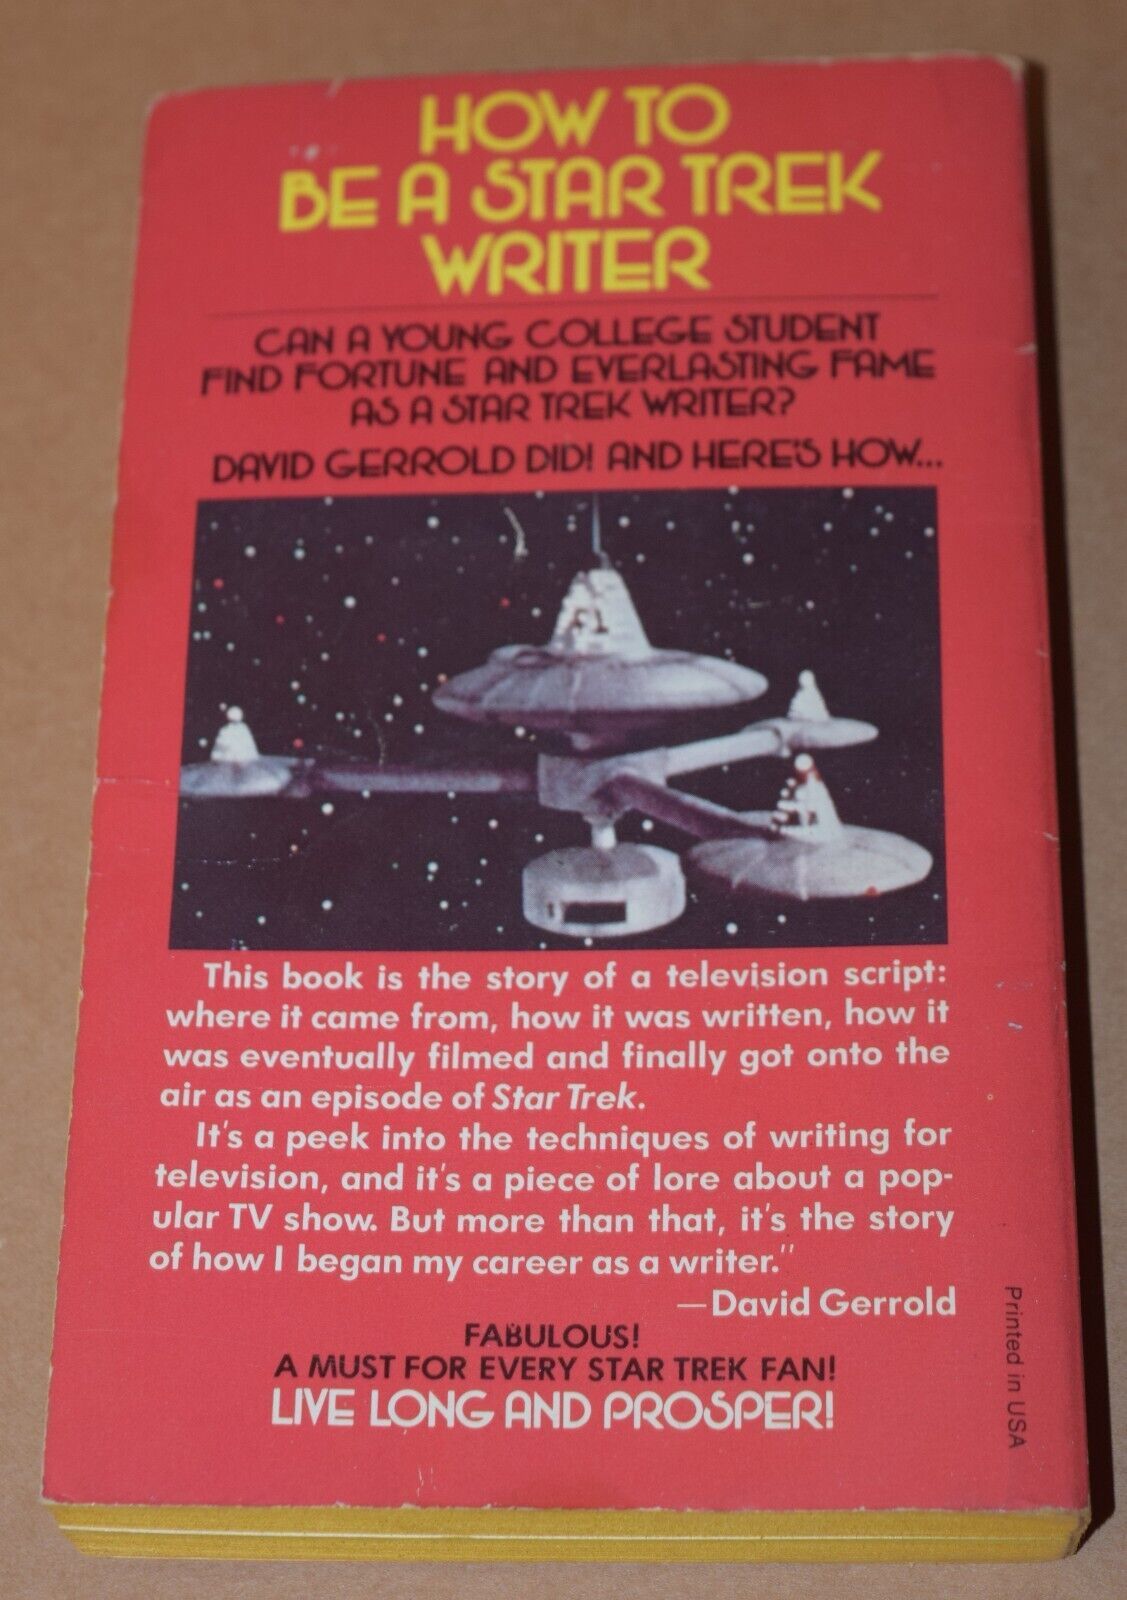 HOW TO
BE A STAR TREK
WRITER
CAN A YOUNG COLLEGE STUDENT
FIND FORTUNE AND EVERLASTING FAME
AS A STAR TREK WRITER?
DAVID GERROLD DID! AND HERE'S HOW...
This book is the story of a television script:
where it came from, how it was written, how it
was eventually filmed and finally got onto the
air as an episode of Star Trek.
It's a peek into the techniques of writing for
television, and it's a piece of lore about a pop-
ular TV show. But more than that, it's the story
of how I began my career as a writer."
—David Gerrold
FABULOUS!
A MUST FOR EVERY STAR TREK FAN!
LIVE LONG AND PROSPER!
Printed in USA